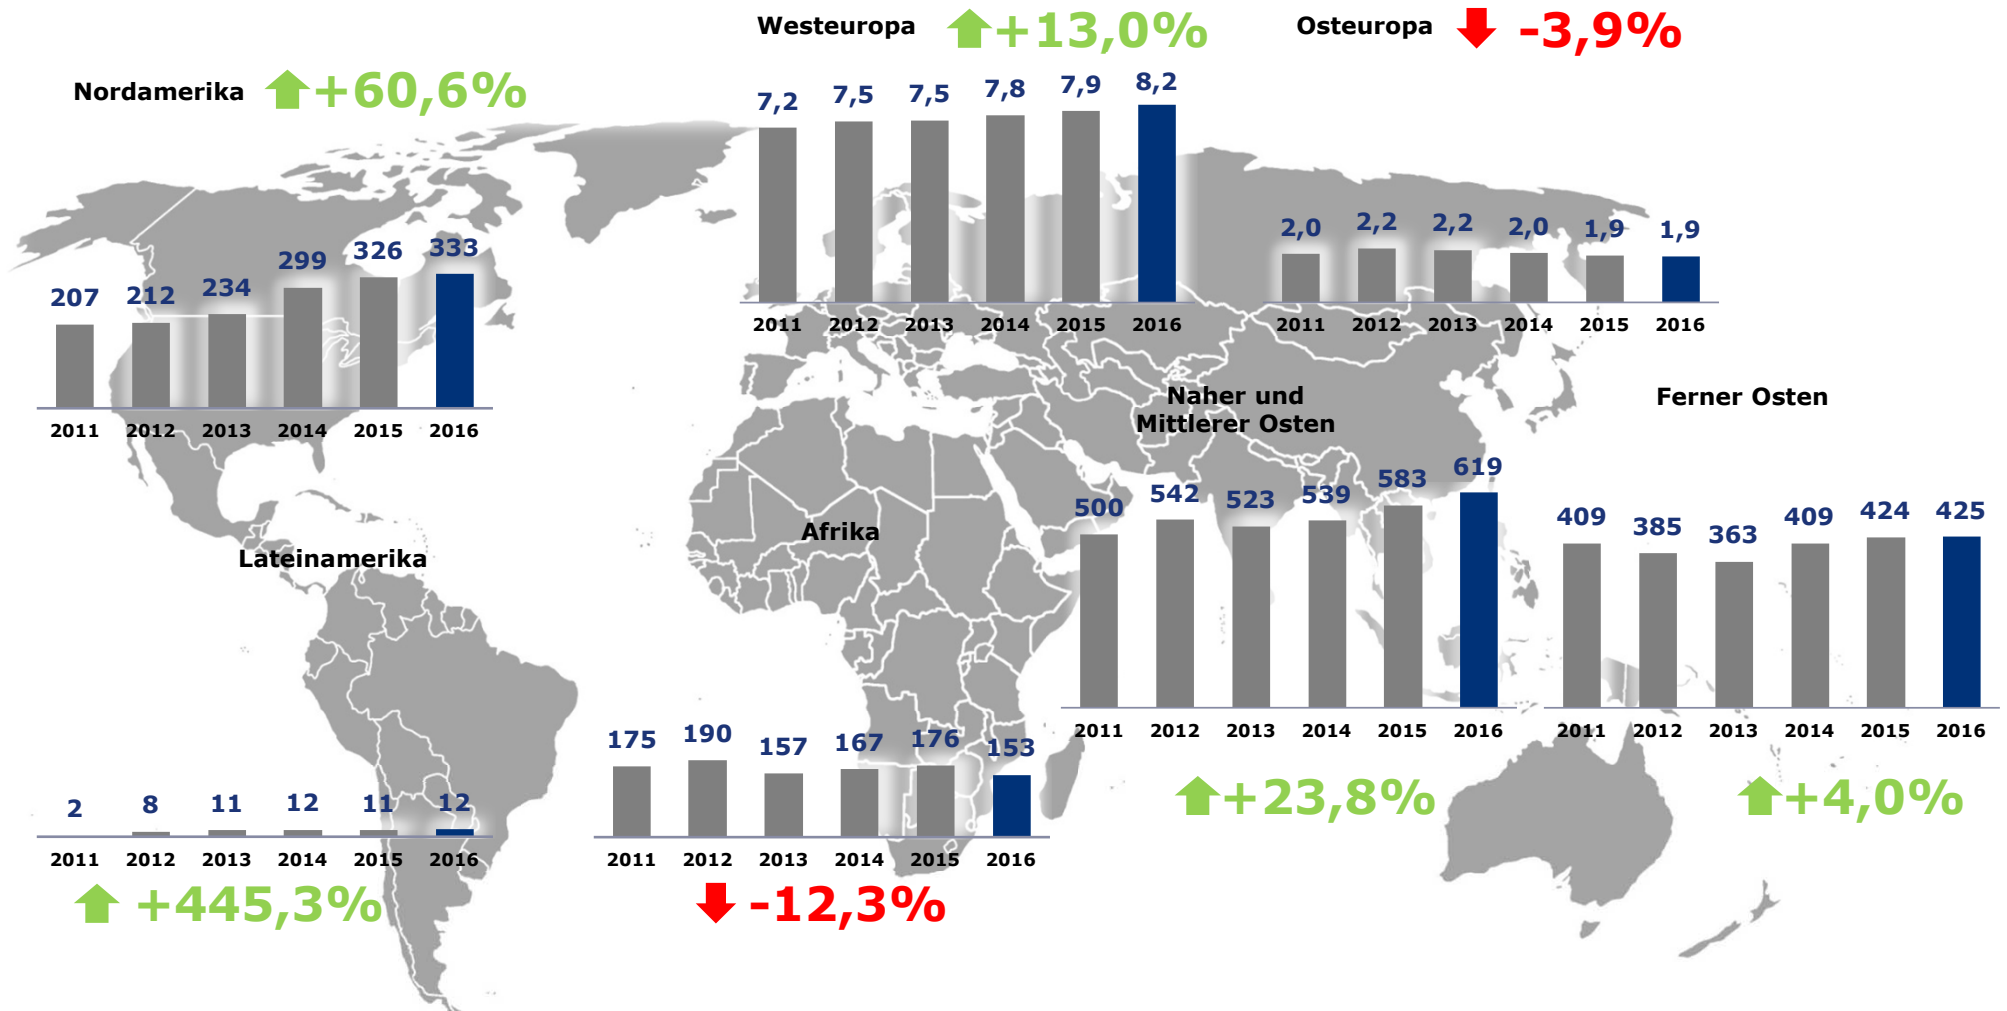 Westeuropa +13,0%
Osteuropa -3,9%
Nordamerika +60,6%
7,2 7,5 7,5 7,8 7,9 8,2
2011 2012 2013 2014 2015 2016
2,0 2,2 2,2 2,0 1,9 1,9
2011 2012 2013 2014 2015 2016
207 212 234 299 326 333
2011 2012 2013 2014 2015 2016
Naher und
Mittlerer Osten
500 542 523 539 583 619
2011 2012 2013 2014 2015 2016
+23,8%
Ferner Osten
409 385 363 409 424 425
2011 2012 2013 2014 2015 2016
+4,0%
Lateinamerika
2 8 11 12 11 12
2011 2012 2013 2014 2015 2016
+445,3%
Afrika
175 190 157 167 176 153
2011 2012 2013 2014 2015 2016
-12,3%